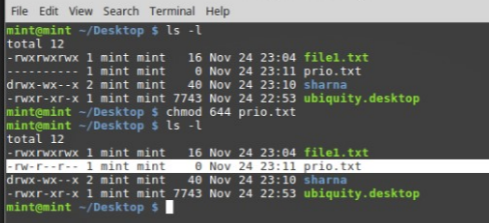 File Edit View Search Terminal Help
mint@mint ~/Desktop $ ls -l
total 12
-rwxrwxrwx 1 mint mint   16 Nov 24 23:04 file1.txt
---------- 1 mint mint    0 Nov 24 23:11 prio.txt
drwx-wx--x 2 mint mint   40 Nov 24 23:10 sharna
-rwxr-xr-x 1 mint mint 7743 Nov 24 22:53 ubiquity.desktop
mint@mint ~/Desktop $ chmod 644 prio.txt
mint@mint ~/Desktop $ ls -l
total 12
-rwxrwxrwx 1 mint mint   16 Nov 24 23:04 file1.txt
-rw-r--r-- 1 mint mint    0 Nov 24 23:11 prio.txt
drwx-wx--x 2 mint mint   40 Nov 24 23:10 sharna
-rwxr-xr-x 1 mint mint 7743 Nov 24 22:53 ubiquity.desktop
mint@mint ~/Desktop $